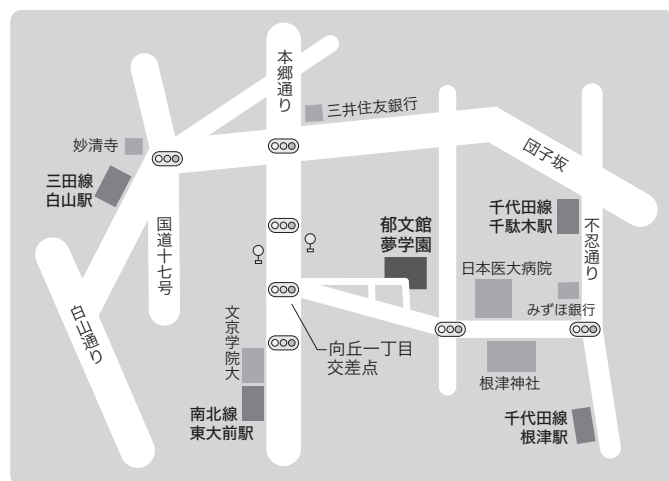 本郷通り
三井住友銀行
妙清寺
団子坂
三田線
白山駅
国道十七号
郁文館
夢学園
千代田線
千駄木駅
不忍通り
日本医大病院
みずほ銀行
白山通り
文京学院大
向丘一丁目
交差点
根津神社
南北線
東大前駅
千代田線
根津駅